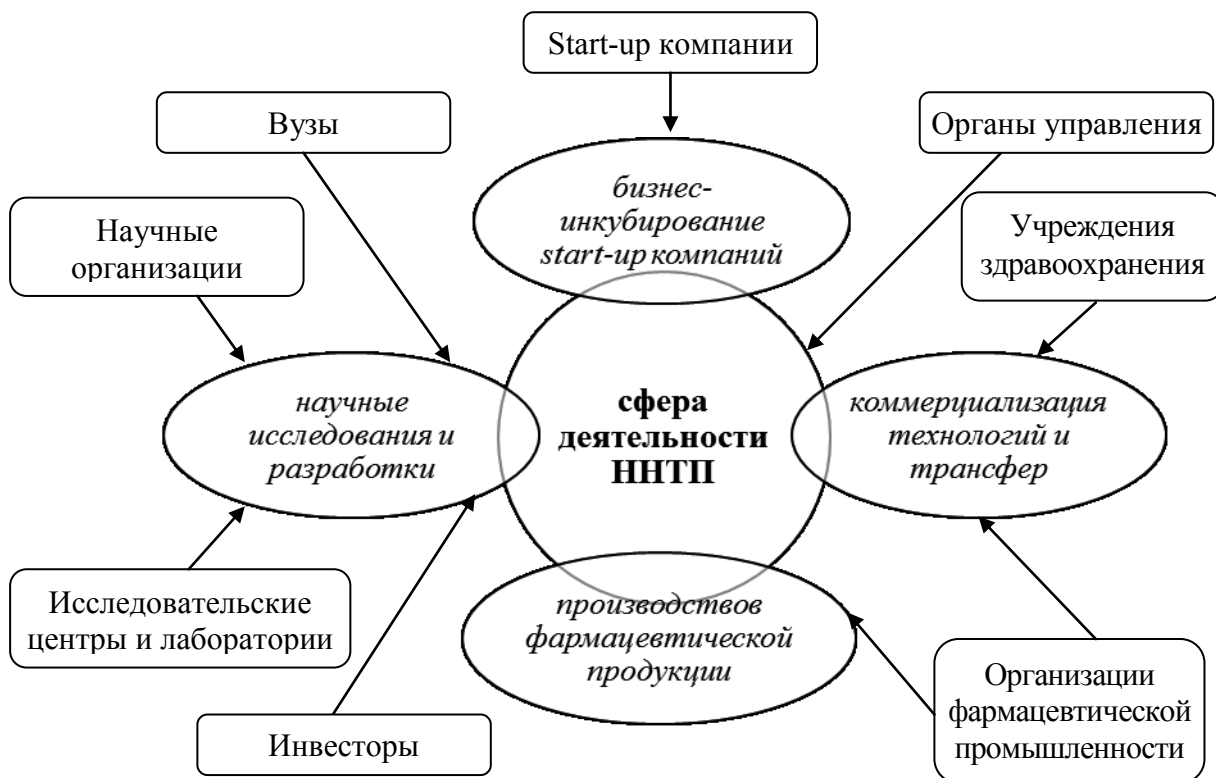 Start-up компании
Вузы
Органы управления
Научные
организации
бизнес-
инкубирование
start-up компаний
Учреждения
здравоохранения
научные
исследования и
разработки
сфера
деятельности
ННТП
коммерциализация
технологий и
трансфер
Исследовательские
центры и лаборатории
производствов
фармацевтической
продукции
Организации
фармацевтической
промышленности
Инвесторы